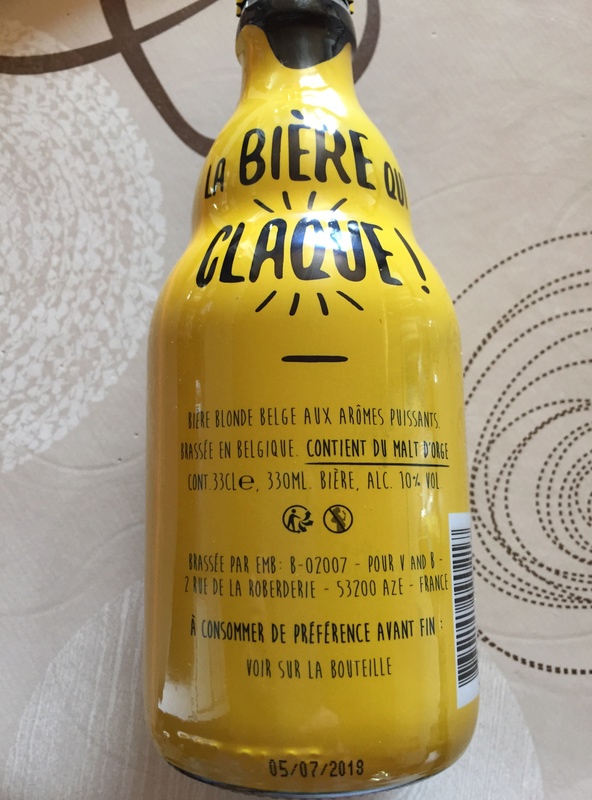 LA BIÈRE QUI
CLAQUE !
BIÈRE BLONDE BELGE AUX ARÔMES PUISSANTS.
BRASSÉE EN BELGIQUE. CONTIENT DU MALT D'ORGE
CONT.33CLe, 330ML. BIÈRE, ALC. 10% VOL.
BRASSÉE PAR EMB: B-02007 - POUR V AND B -
2 RUE DE LA ROBERDERIE - 53200 AZE - FRANCE
À CONSOMMER DE PRÉFÉRENCE AVANT FIN :
VOIR SUR LA BOUTEILLE
05/07/2019